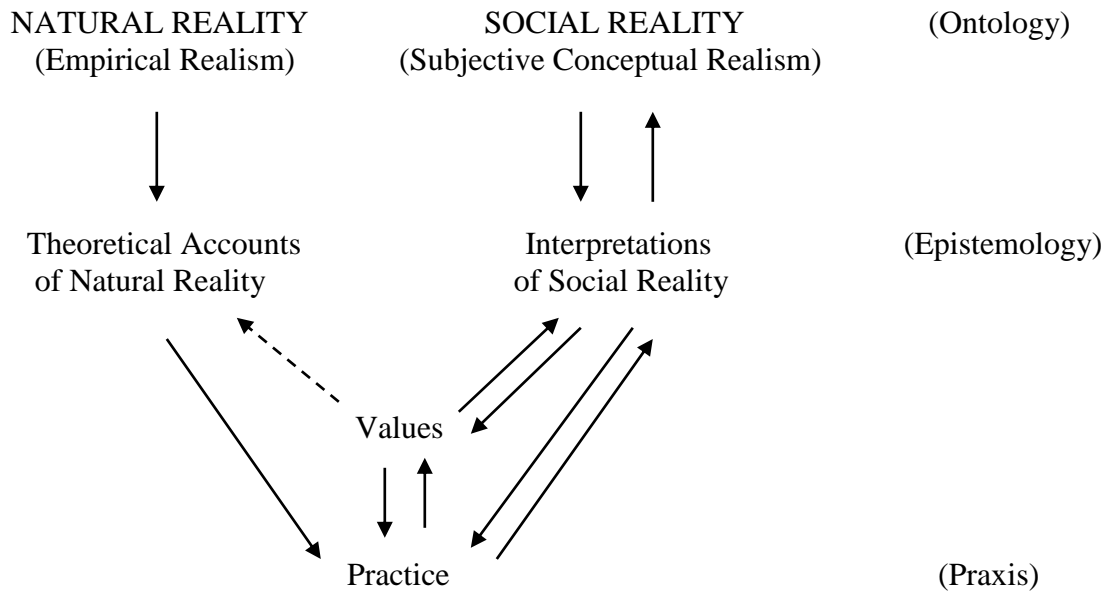 NATURAL REALITY SOCIAL REALITY (Ontology)
(Empirical Realism) (Subjective Conceptual Realism)
Theoretical Accounts Interpretations (Epistemology)
of Natural Reality of Social Reality
Values
Practice (Praxis)